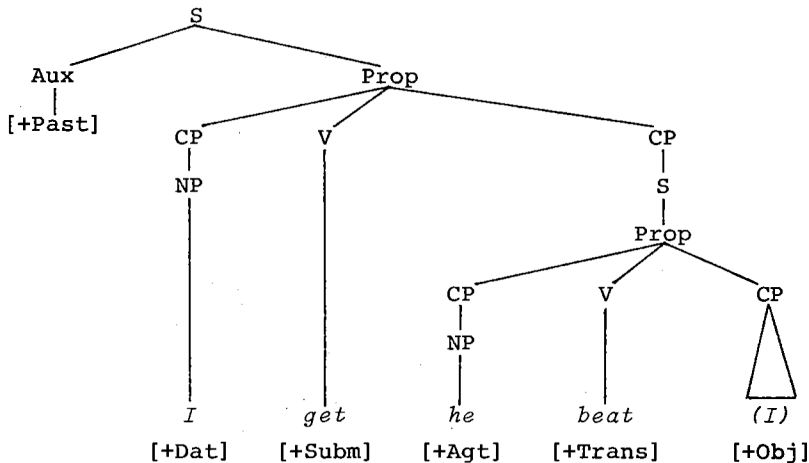 S
Aux Prop
[+Past]
CP V CP
NP S
Prop
CP V CP
NP
I get he beat (I)
[+Dat] [+Subm] [+Agt] [+Trans] [+Obj]